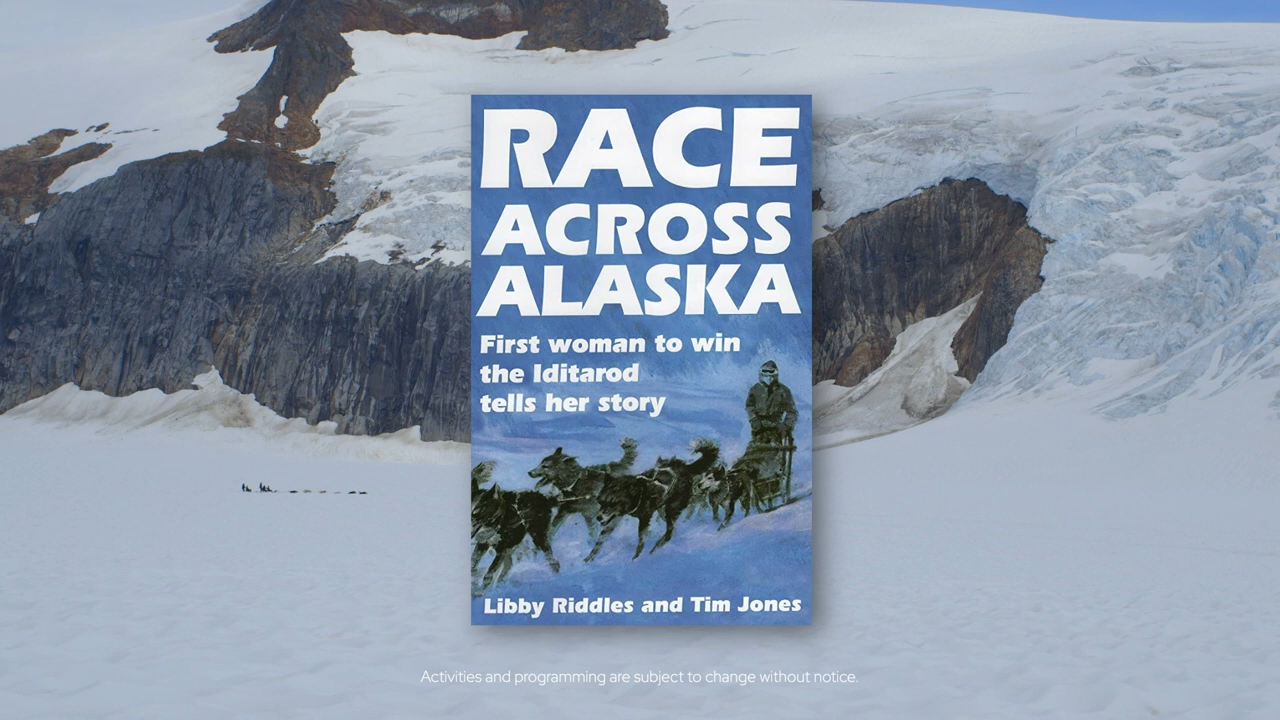 RACE
ACROSS
ALASKA
First woman to win
the Iditarod
tells her story
Libby Riddles and Tim Jones
Activities and programming are subject to change without notice.